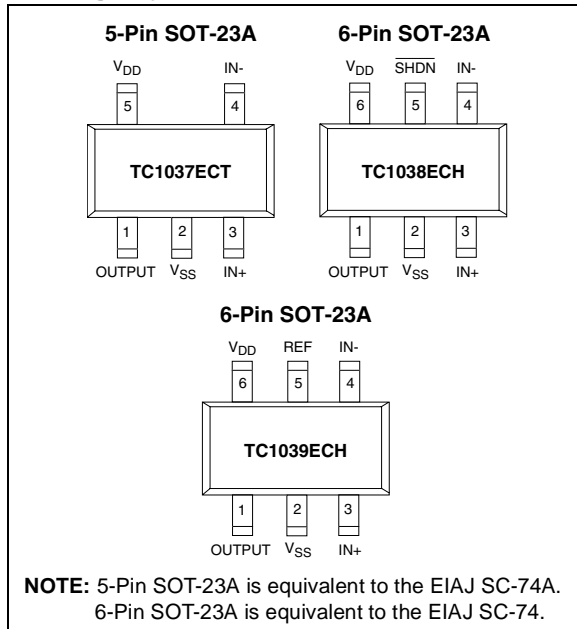 5-Pin SOT-23A 6-Pin SOT-23A
VDD IN- VDD SHDN IN-
5 4 6 5 4
TC1037ECT TC1038ECH
1 2 3 1 2 3
OUTPUT VSS IN+ OUTPUT VSS IN+
6-Pin SOT-23A
VDD REF IN-
6 5 4
TC1039ECH
1 2 3
OUTPUT VSS IN+
NOTE: 5-Pin SOT-23A is equivalent to the EIAJ SC-74A.
6-Pin SOT-23A is equivalent to the EIAJ SC-74.